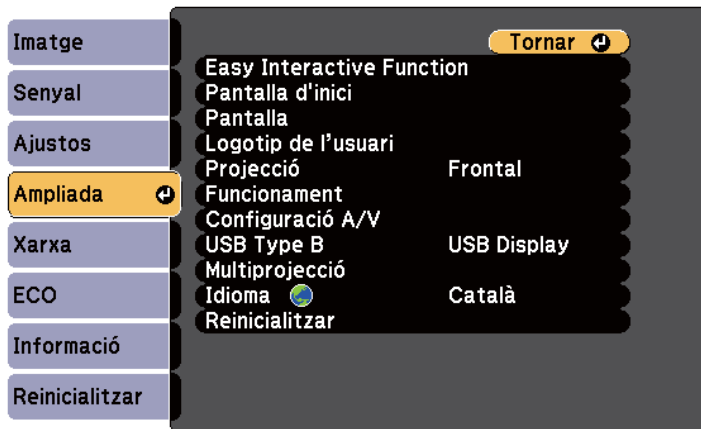 Imatge
Senyal
Ajustos
Ampliada
Xarxa
ECO
Informació
Reinicialitzar
Tornar
Easy Interactive Function
Pantalla d'inici
Pantalla
Logotip de l’usuari
Projecció Frontal
Funcionament
Configuració A/V
USB Type B USB Display
Multiprojecció
Idioma Català
Reinicialitzar